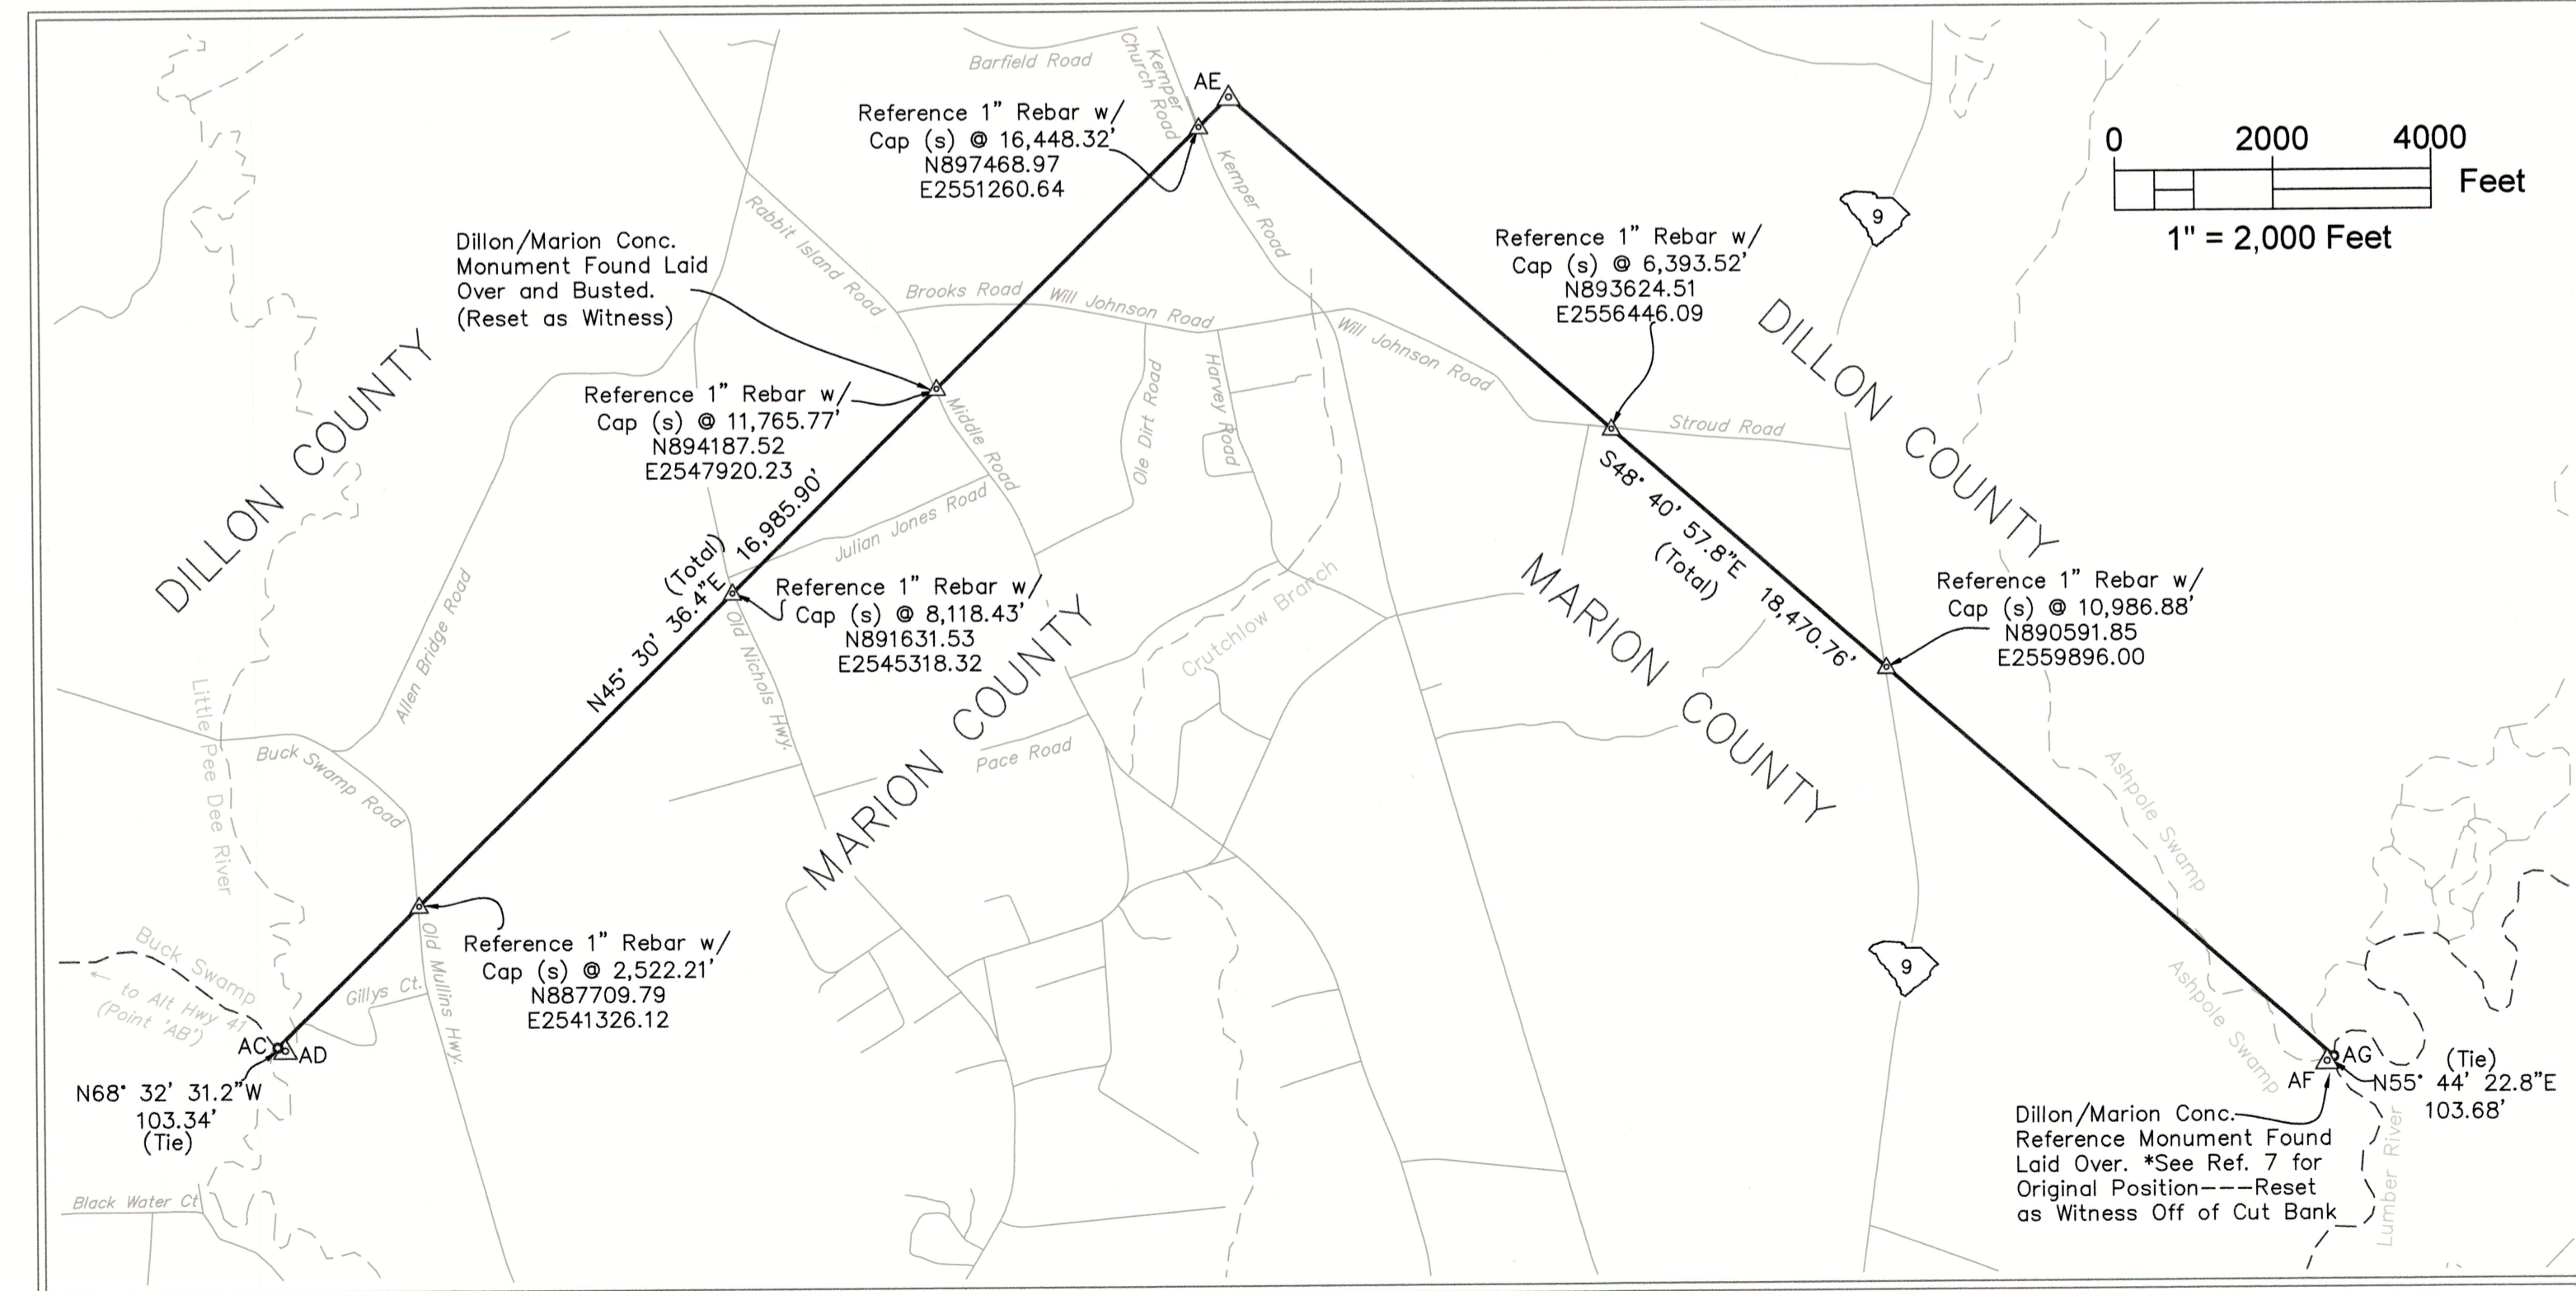 Barfield Road
Kemper
Church Road
AE
Reference 1" Rebar w/
Cap (s) @ 16,448.32'
N897468.97
E2551260.64
Kemper Road
0 2000 4000
Feet
1" = 2,000 Feet
9
Rabbit Island Road
Dillon/Marion Conc.
Monument Found Laid
Over and Busted.
(Reset as Witness)
Brooks Road
Will Johnson Road
Will Johnson Road
Reference 1" Rebar w/
Cap (s) @ 6,393.52'
N893624.51
E2556446.09
DILLON COUNTY
DILLON COUNTY
Reference 1" Rebar w/
Cap (s) @ 11,765.77'
N894187.52
E2547920.23
Middle Road
Ole Dirt Road
Harvey Road
Stroud Road
S48° 40' 57.8"E 18,470.76'
(Total)
(Total)
N45° 30' 36.4"E 16,985.90'
Julian Jones Road
Reference 1" Rebar w/
Cap (s) @ 8,118.43'
N891631.53
E2545318.32
Old Nichols Hwy.
Allen Bridge Road
Crutchlow Branch
MARION COUNTY
MARION COUNTY
Reference 1" Rebar w/
Cap (s) @ 10,986.88'
N890591.85
E2559896.00
Little Pee Dee River
Buck Swamp Road
Pace Road
Ashpole Swamp
Reference 1" Rebar w/
Cap (s) @ 2,522.21'
N887709.79
E2541326.12
Old Mullins Hwy.
Gillys Ct.
Buck Swamp
to Alt Hwy 41
(Point 'AB')
AC
AD
N68° 32' 31.2"W
103.34'
(Tie)
9
Ashpole Swamp
AG
AF
(Tie)
N55° 44' 22.8"E
103.68'
Dillon/Marion Conc.
Reference Monument Found
Laid Over. *See Ref. 7 for
Original Position---Reset
as Witness Off of Cut Bank
Lumber River
Black Water Ct